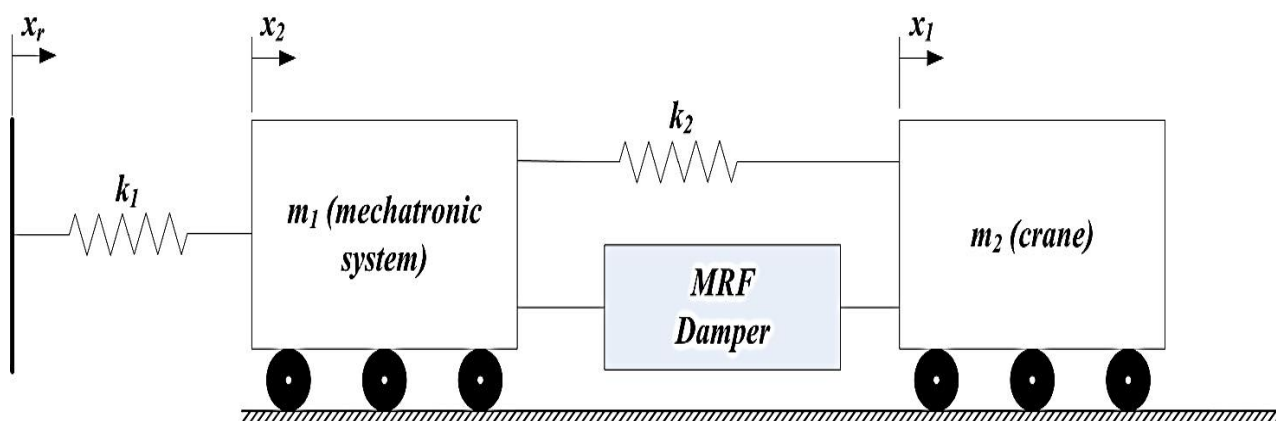 x_r
x_2
x_1
k_1
k_2
m_1 (mechatronic
system)
m_2 (crane)
MRF
Damper